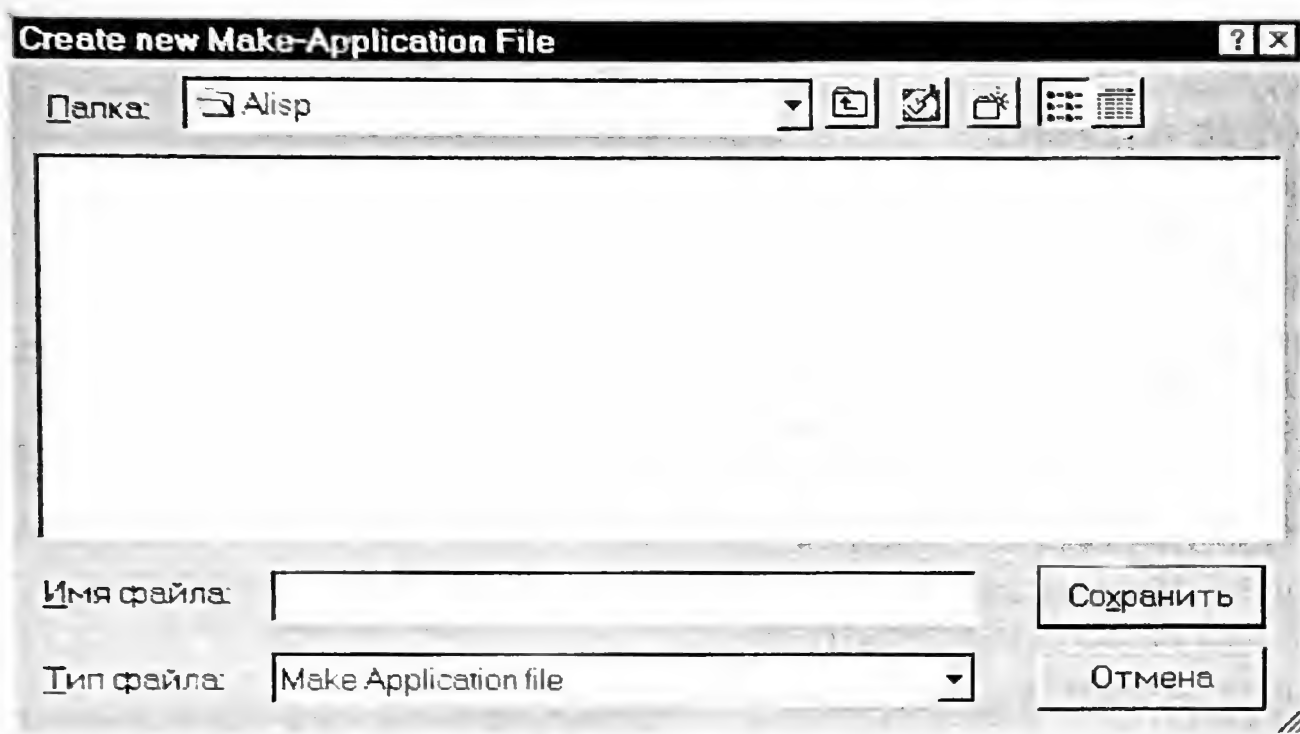 Create new Make-Application File
Папка: Alisp
Имя файла:
Сохранить
Тип файла: Make Application file
Отмена